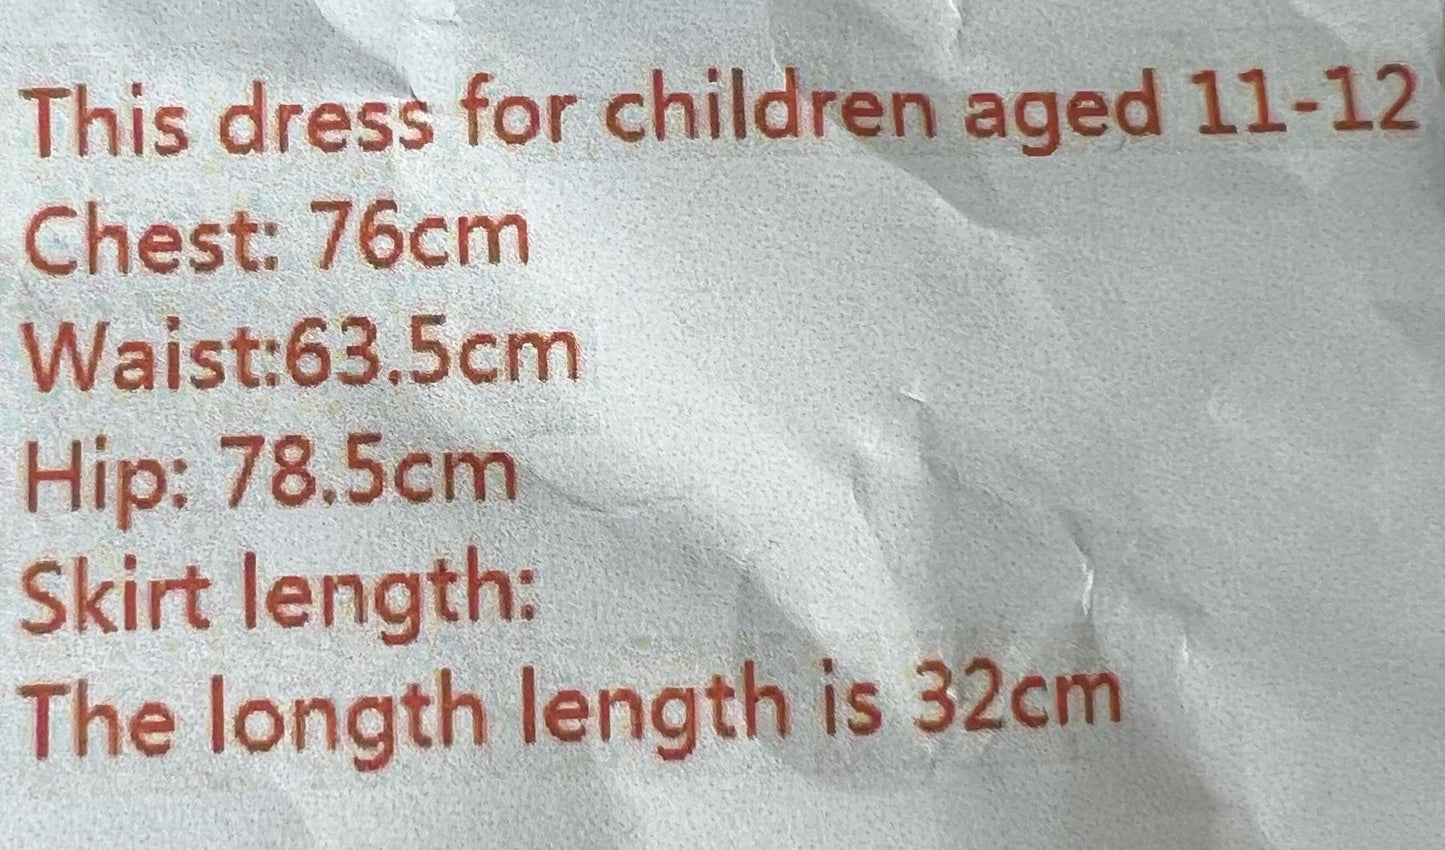 This dress for children aged 11-12
Chest: 76cm
Waist:63.5cm
Hip: 78.5cm
Skirt length:
The longth length is 32cm